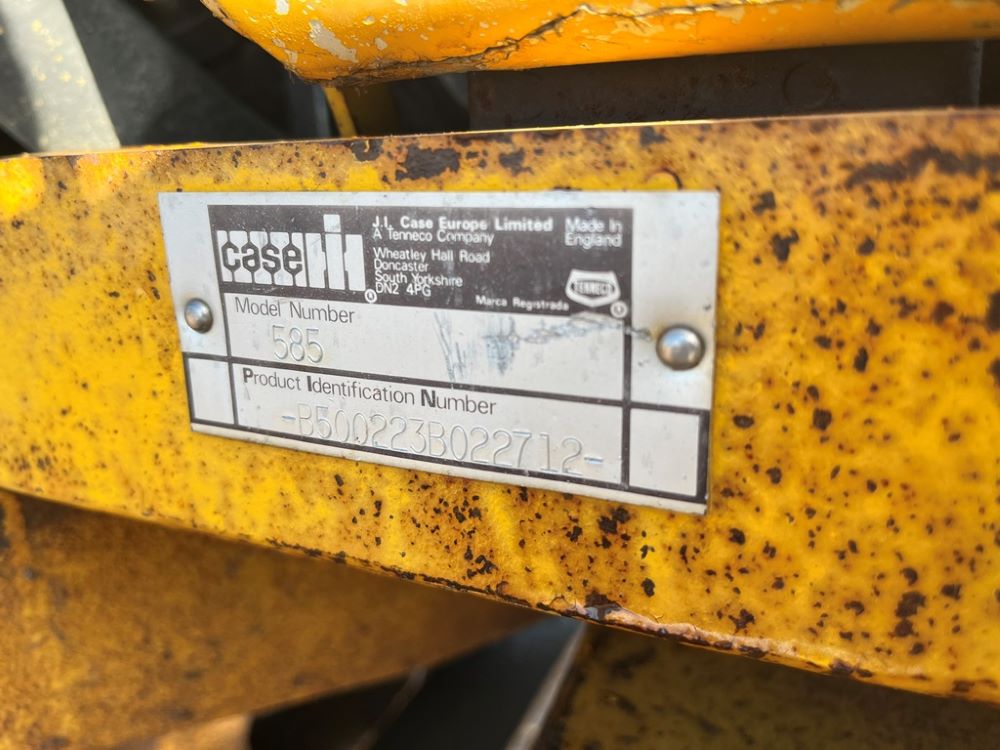 case IH
J.I. Case Europe Limited
A Tenneco Company
Wheatley Hall Road
Doncaster
South Yorkshire
DN2 4PG
Made In
England
TENNECO
Marca Registrada
Model Number
585
Product Identification Number
-B500223B022712-